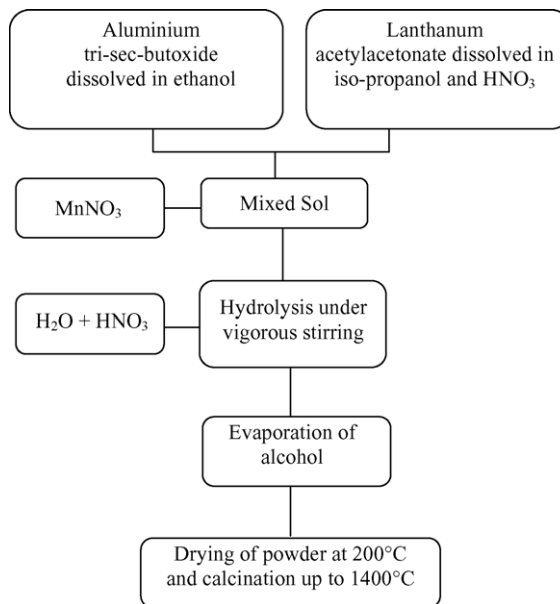 Aluminium
tri-sec-butoxide
dissolved in ethanol
Lanthanum
acetylacetonate dissolved in
iso-propanol and HNO₃
MnNO₃
Mixed Sol
H₂O + HNO₃
Hydrolysis under
vigorous stirring
Evaporation of
alcohol
Drying of powder at 200°C
and calcination up to 1400°C